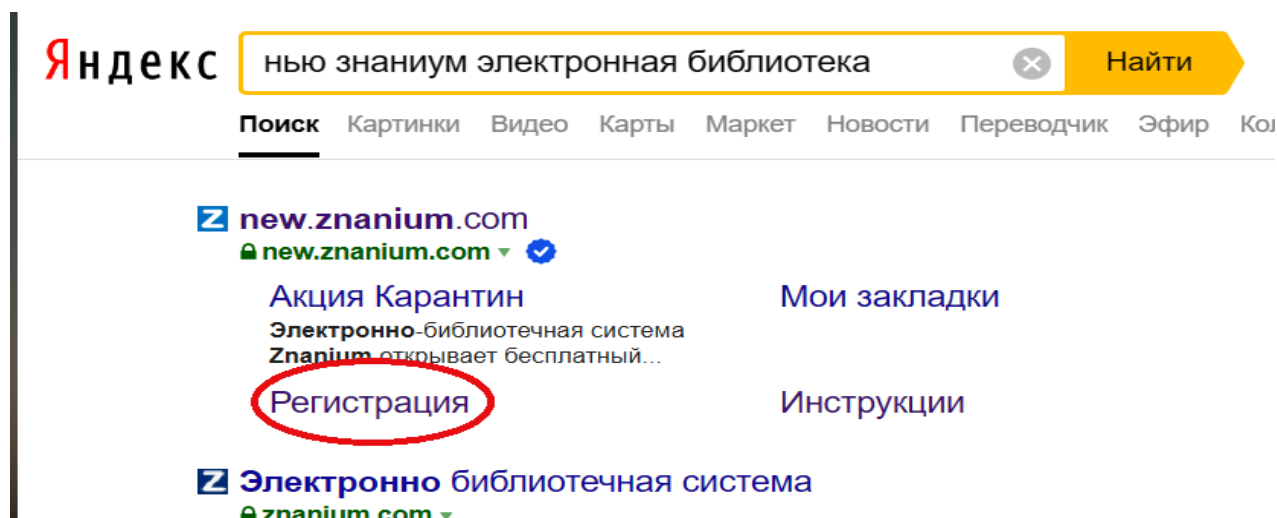 Яндекс нью знаниум электронная библиотека Найти
Поиск Картинки Видео Карты Маркет Новости Переводчик Эфир Кол
Z new.znanium.com
new.znanium.com
Акция Карантин Мои закладки
Электронно-библиотечная система
Znanium открывает бесплатный...
Регистрация Инструкции
Z Электронно библиотечная система
znanium.com